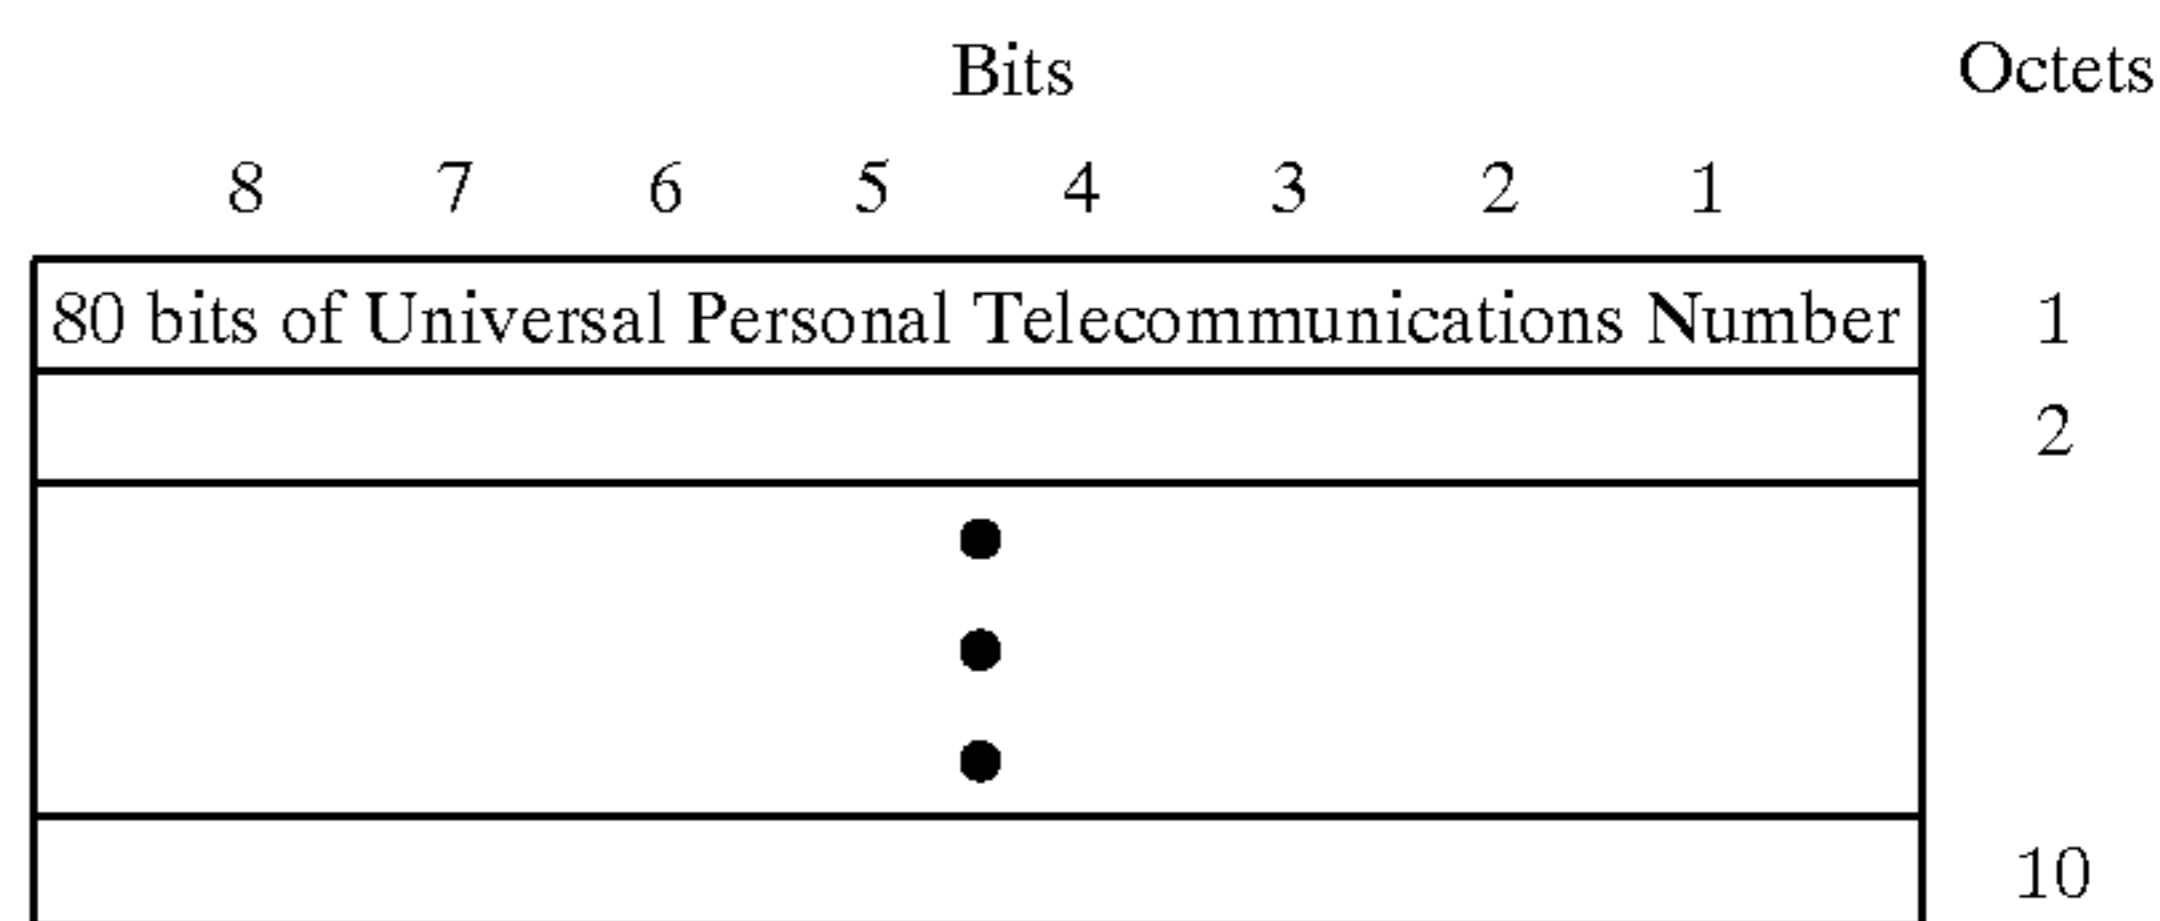 Bits Octets
8 7 6 5 4 3 2 1
80 bits of Universal Personal Telecommunications Number 1
2
10